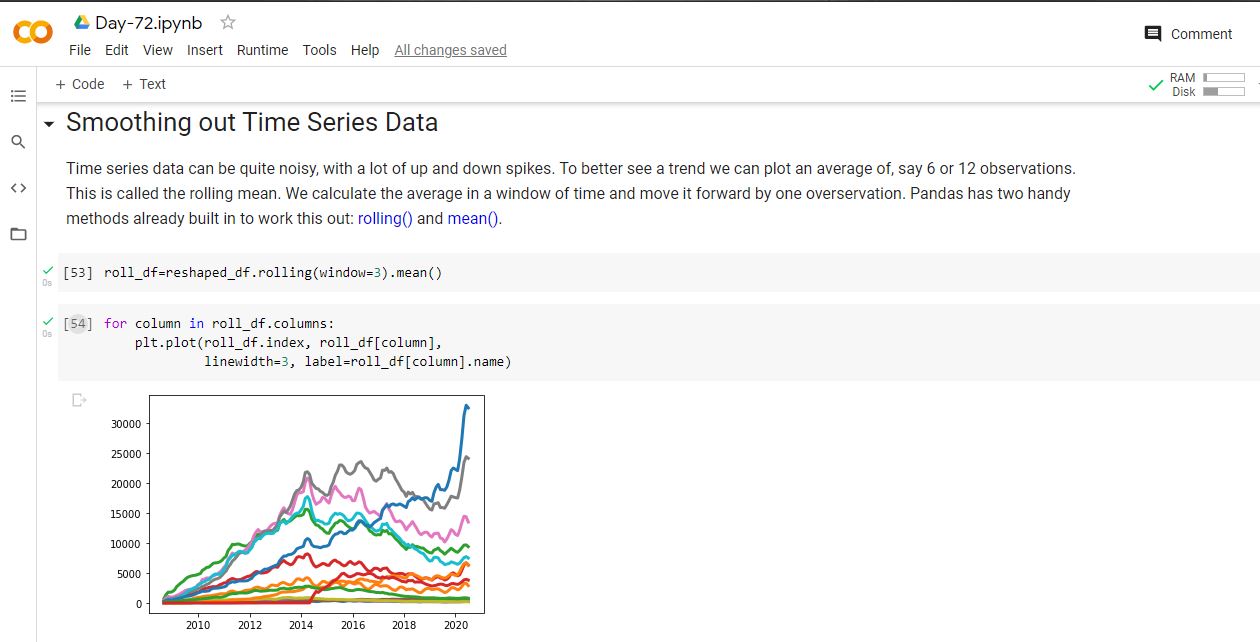 Day-72.ipynb
File Edit View Insert Runtime Tools Help All changes saved
Comment
+ Code + Text
RAM
Disk
Smoothing out Time Series Data
Time series data can be quite noisy, with a lot of up and down spikes. To better see a trend we can plot an average of, say 6 or 12 observations.
This is called the rolling mean. We calculate the average in a window of time and move it forward by one overservation. Pandas has two handy
methods already built in to work this out: rolling() and mean().
0s
[53] roll_df=reshaped_df.rolling(window=3).mean()
0s
[54] for column in roll_df.columns:
plt.plot(roll_df.index, roll_df[column],
linewidth=3, label=roll_df[column].name)
30000
25000
20000
15000
10000
5000
0
2010 2012 2014 2016 2018 2020